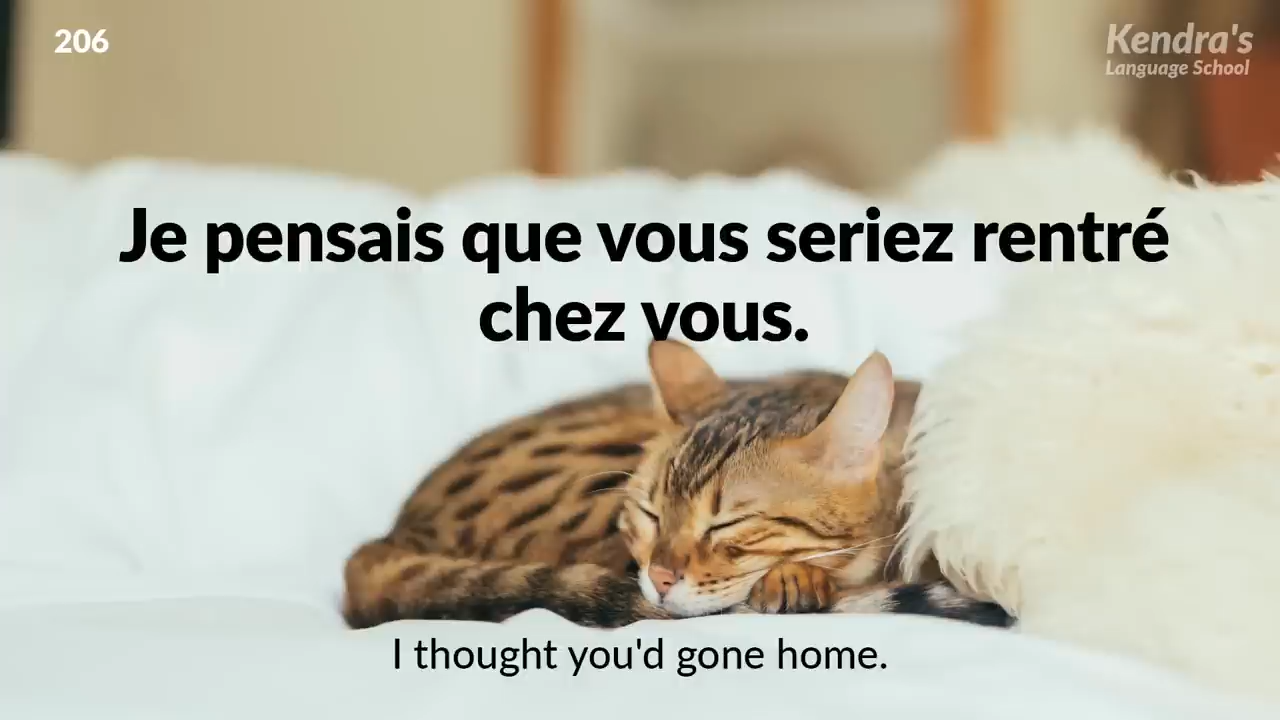 206
Kendra's
Language School
Je pensais que vous seriez rentré
chez vous.
I thought you'd gone home.